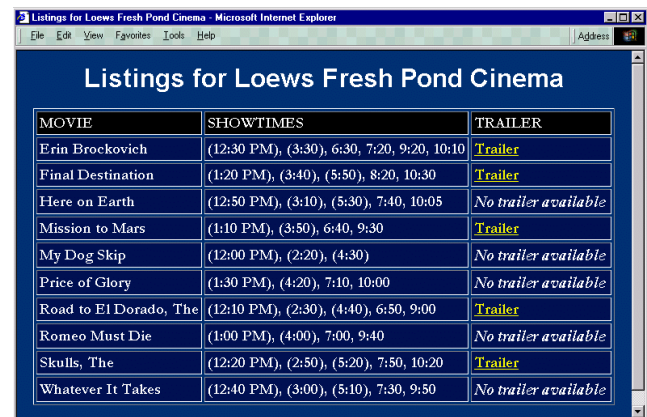 Listings for Loews Fresh Pond Cinema - Microsoft Internet Explorer
File Edit View Favorites Tools Help Address
Listings for Loews Fresh Pond Cinema
MOVIE SHOWTIMES TRAILER
Erin Brockovich (12:30 PM), (3:30), 6:30, 7:20, 9:20, 10:10 Trailer
Final Destination (1:20 PM), (3:40), (5:50), 8:20, 10:30 Trailer
Here on Earth (12:50 PM), (3:10), (5:30), 7:40, 10:05 No trailer available
Mission to Mars (1:10 PM), (3:50), 6:40, 9:30 Trailer
My Dog Skip (12:00 PM), (2:20), (4:30) No trailer available
Price of Glory (1:30 PM), (4:20), 7:10, 10:00 No trailer available
Road to El Dorado, The (12:10 PM), (2:30), (4:40), 6:50, 9:00 Trailer
Romeo Must Die (1:00 PM), (4:00), 7:00, 9:40 No trailer available
Skulls, The (12:20 PM), (2:50), (5:20), 7:50, 10:20 Trailer
Whatever It Takes (12:40 PM), (3:00), (5:10), 7:30, 9:50 No trailer available